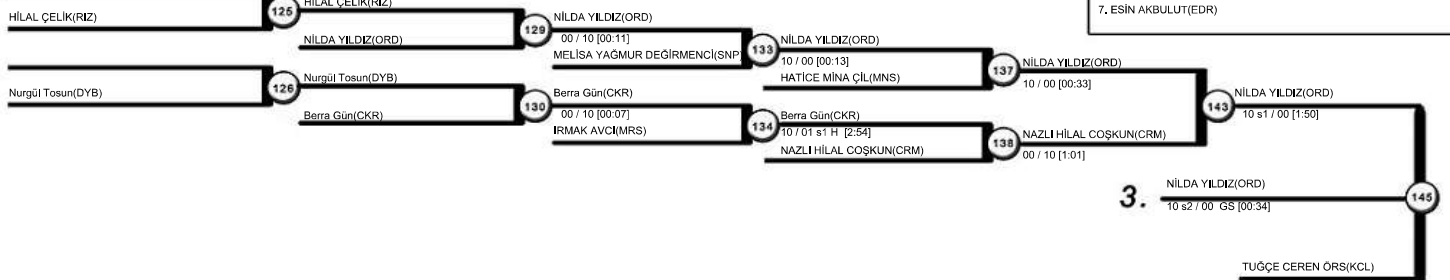 7. ESİN AKBULUT(EDR)
HİLAL ÇELİK(RIZ)
125
HİLAL ÇELİK(RIZ)
NİLDA YILDIZ(ORD)
129
NİLDA YILDIZ(ORD)
00 / 10 [00:11]
MELİSA YAĞMUR DEĞİRMENCİ(SNP)
133
NİLDA YILDIZ(ORD)
10 / 00 [00:13]
HATİCE MİNA ÇİL(MNS)
137
NİLDA YILDIZ(ORD)
10 / 00 [00:33]
Nurgül Tosun(DYB)
126
Nurgül Tosun(DYB)
Berra Gün(CKR)
130
Berra Gün(CKR)
00 / 10 [00:07]
IRMAK AVCI(MRS)
134
Berra Gün(CKR)
10 / 01 s1 H [2:54]
NAZLI HİLAL COŞKUN(CRM)
138
NAZLI HİLAL COŞKUN(CRM)
00 / 10 [1:01]
143
NİLDA YILDIZ(ORD)
10 s1 / 00 [1:50]
3.
NİLDA YILDIZ(ORD)
10 s2 / 00 GS [00:34]
145
TUĞÇE CEREN ÖRS(KCL)